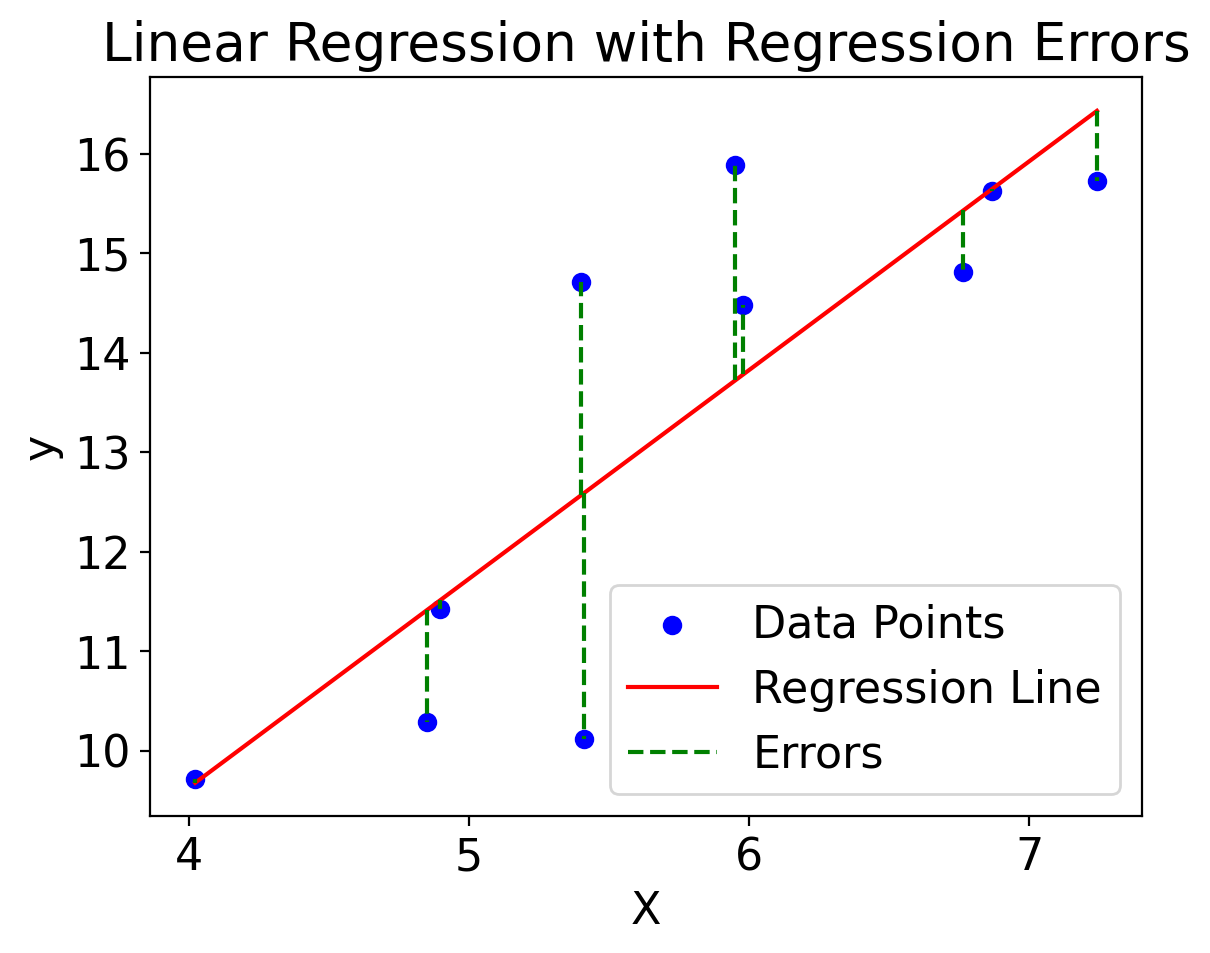 Linear Regression with Regression Errors
16
15
14
13
12
11
10
y
Data Points
Regression Line
Errors
4 5 6 7
X